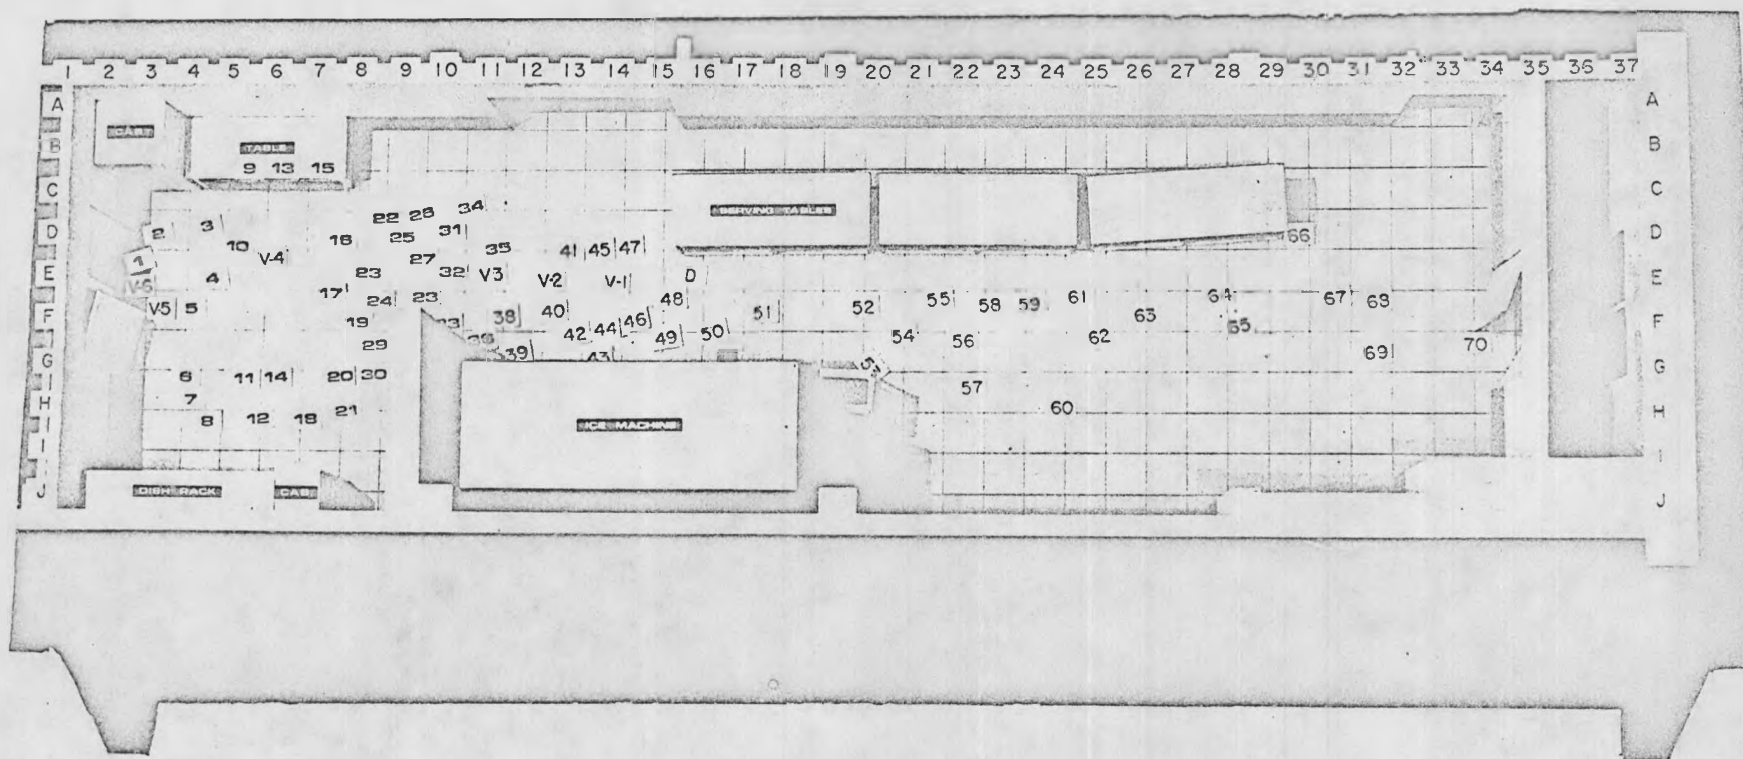 1 2 3 4 5 6 7 8 9 10 11 12 13 14 15 16 17 18 19 20 21 22 23 24 25 26 27 28 29 30 31 32 33 34 35 36 37
A A
CAB
B TABLE B
9 13 15
C C
SERVING TABLES
22 28 34
2 3 D D
10 16 25 31 66
V-4 27 35 41 45 47
E 4 23 32 V3 V-2 V-1 D E
V-6
17 24 23 48 55 61 64 67 68
V-5 5 F 38 40 46 51 52 58 59 63 F
19 42 44 49 50 54 56 62 65
29 39 43 69 70
G G
6 11 14 20 30 57
7
H 8 12 18 21 60 H
ICE MACHINE
I I
DISH RACK CAB
J J